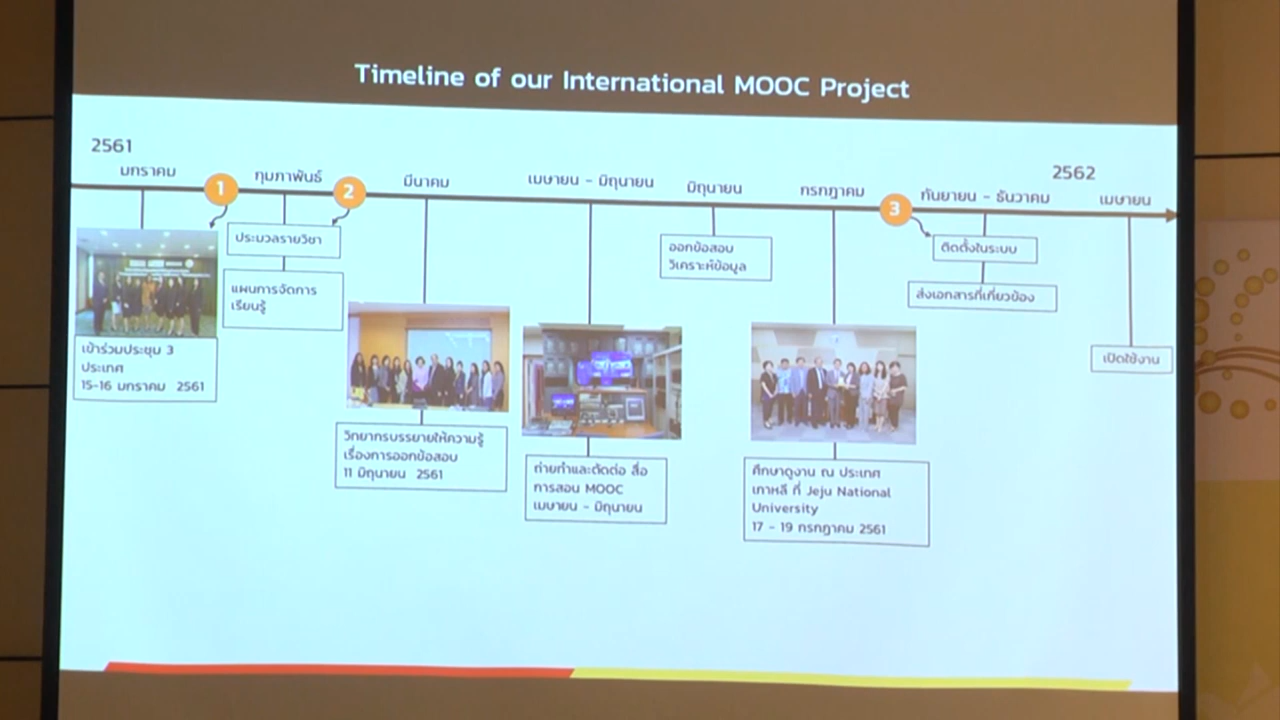 Timeline of our International MOOC Project
2561
2562
มกราคม
1
กุมภาพันธ์
2
มีนาคม
เมษายน - มิถุนายน
มิถุนายน
กรกฎาคม
3
กันยายน - ธันวาคม
เมษายน
เข้าร่วมประชุม 3
ประเทศ
15-16 มกราคม 2561
ประมวลรายวิชา
แผนการจัดการ
เรียนรู้
วิทยากรบรรยายให้ความรู้
เรื่องการออกข้อสอบ
11 มิถุนายน 2561
ถ่ายทำและตัดต่อ สื่อ
การสอน MOOC
เมษายน - มิถุนายน
ออกข้อสอบ
วิเคราะห์ข้อมูล
ศึกษาดูงาน ณ ประเทศ
เกาหลี ที่ Jeju National
University
17 - 19 กรกฎาคม 2561
ติดตั้งในระบบ
ส่งเอกสารที่เกี่ยวข้อง
เปิดใช้งาน